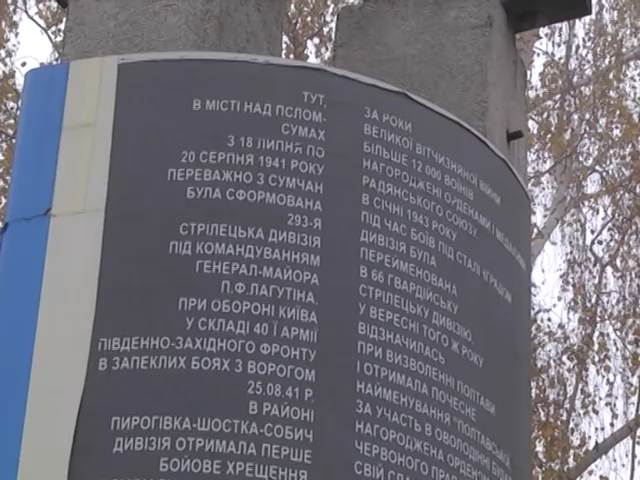 ТУТ,
В МІСТІ НАД ПСЛОМ-
СУМАХ
З 18 ЛИПНЯ ПО
20 СЕРПНЯ 1941 РОКУ
ПЕРЕВАЖНО З СУМЧАН
БУЛА СФОРМОВАНА
293-Я
СТРІЛЕЦЬКА ДИВІЗІЯ
ПІД КОМАНДУВАННЯМ
ГЕНЕРАЛ-МАЙОРА
П.Ф.ЛАГУТІНА.
ПРИ ОБОРОНІ КИЇВА
У СКЛАДІ 40 Ї АРМІЇ
ПІВДЕННО-ЗАХІДНОГО ФРОНТУ
В ЗАПЕКЛИХ БОЯХ З ВОРОГОМ
25.08.41 Р.
В РАЙОНІ
ПИРОГІВКА-ШОСТКА-СОБИЧ
ДИВІЗІЯ ОТРИМАЛА ПЕРШЕ
БОЙОВЕ ХРЕЩЕННЯ
ЗА РОКИ
ВЕЛИКОЇ ВІТЧИЗНЯНОЇ ВІЙНИ
БІЛЬШЕ 12 000 ВОЇНІВ
НАГОРОДЖЕНІ ОРДЕНАМИ І МЕДАЛЯМИ
РАДЯНСЬКОГО СОЮЗУ.
В СІЧНІ 1943 РОКУ
ПІД ЧАС БОЇВ ПІД СТАЛІНГРАДОМ
ДИВІЗІЯ БУЛА
ПЕРЕЙМЕНОВАНА
В 66 ГВАРДІЙСЬКУ
СТРІЛЕЦЬКУ ДИВІЗІЮ.
У ВЕРЕСНІ ТОГО Ж РОКУ
ВІДЗНАЧИЛАСЬ
ПРИ ВИЗВОЛЕННІ ПОЛТАВИ
І ОТРИМАЛА ПОЧЕСНЕ
НАЙМЕНУВАННЯ "ПОЛТАВСЬКА"
ЗА УЧАСТЬ В ОВОЛОДІННІ
НАГОРОДЖЕНА ОРДЕНОМ
ЧЕРВОНОГО
СВІЙ